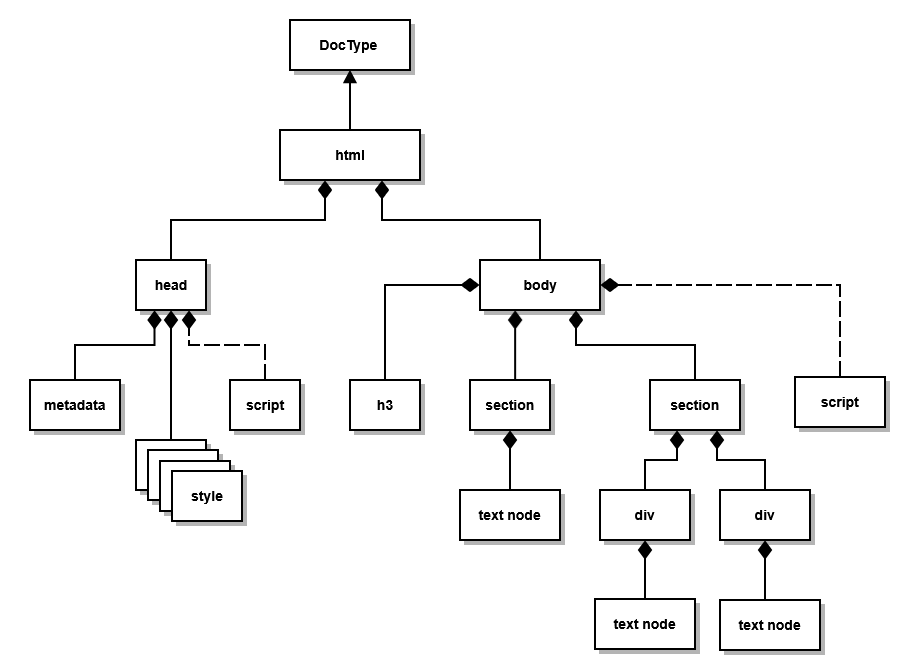 DocType
html
head
body
metadata
script
h3
section
section
script
style
text node
div
div
text node
text node